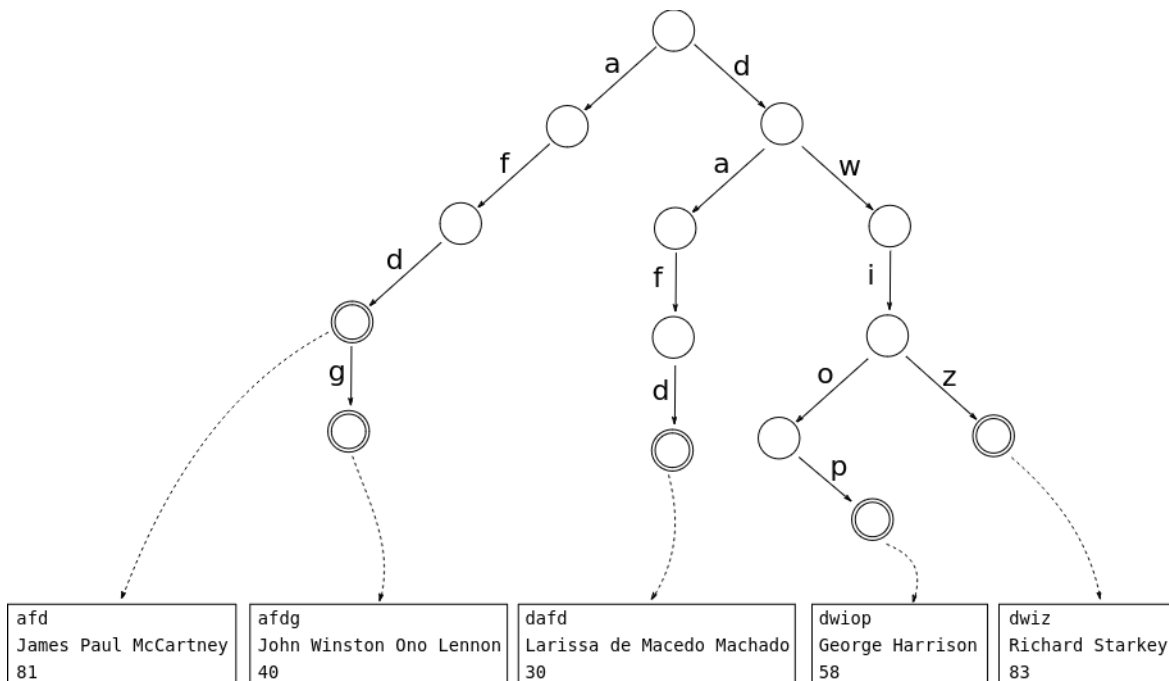 a
d
f
a
w
d
f
i
g
d
o
z
p
afd
James Paul McCartney
81
afdg
John Winston Ono Lennon
40
dafd
Larissa de Macedo Machado
30
dwiop
George Harrison
58
dwiz
Richard Starkey
83